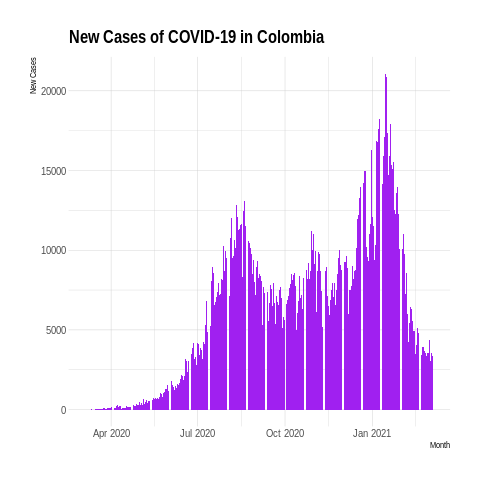 New Cases of COVID-19 in Colombia
New Cases
20000
15000
10000
5000
0
Apr 2020 Jul 2020 Oct 2020 Jan 2021
Month